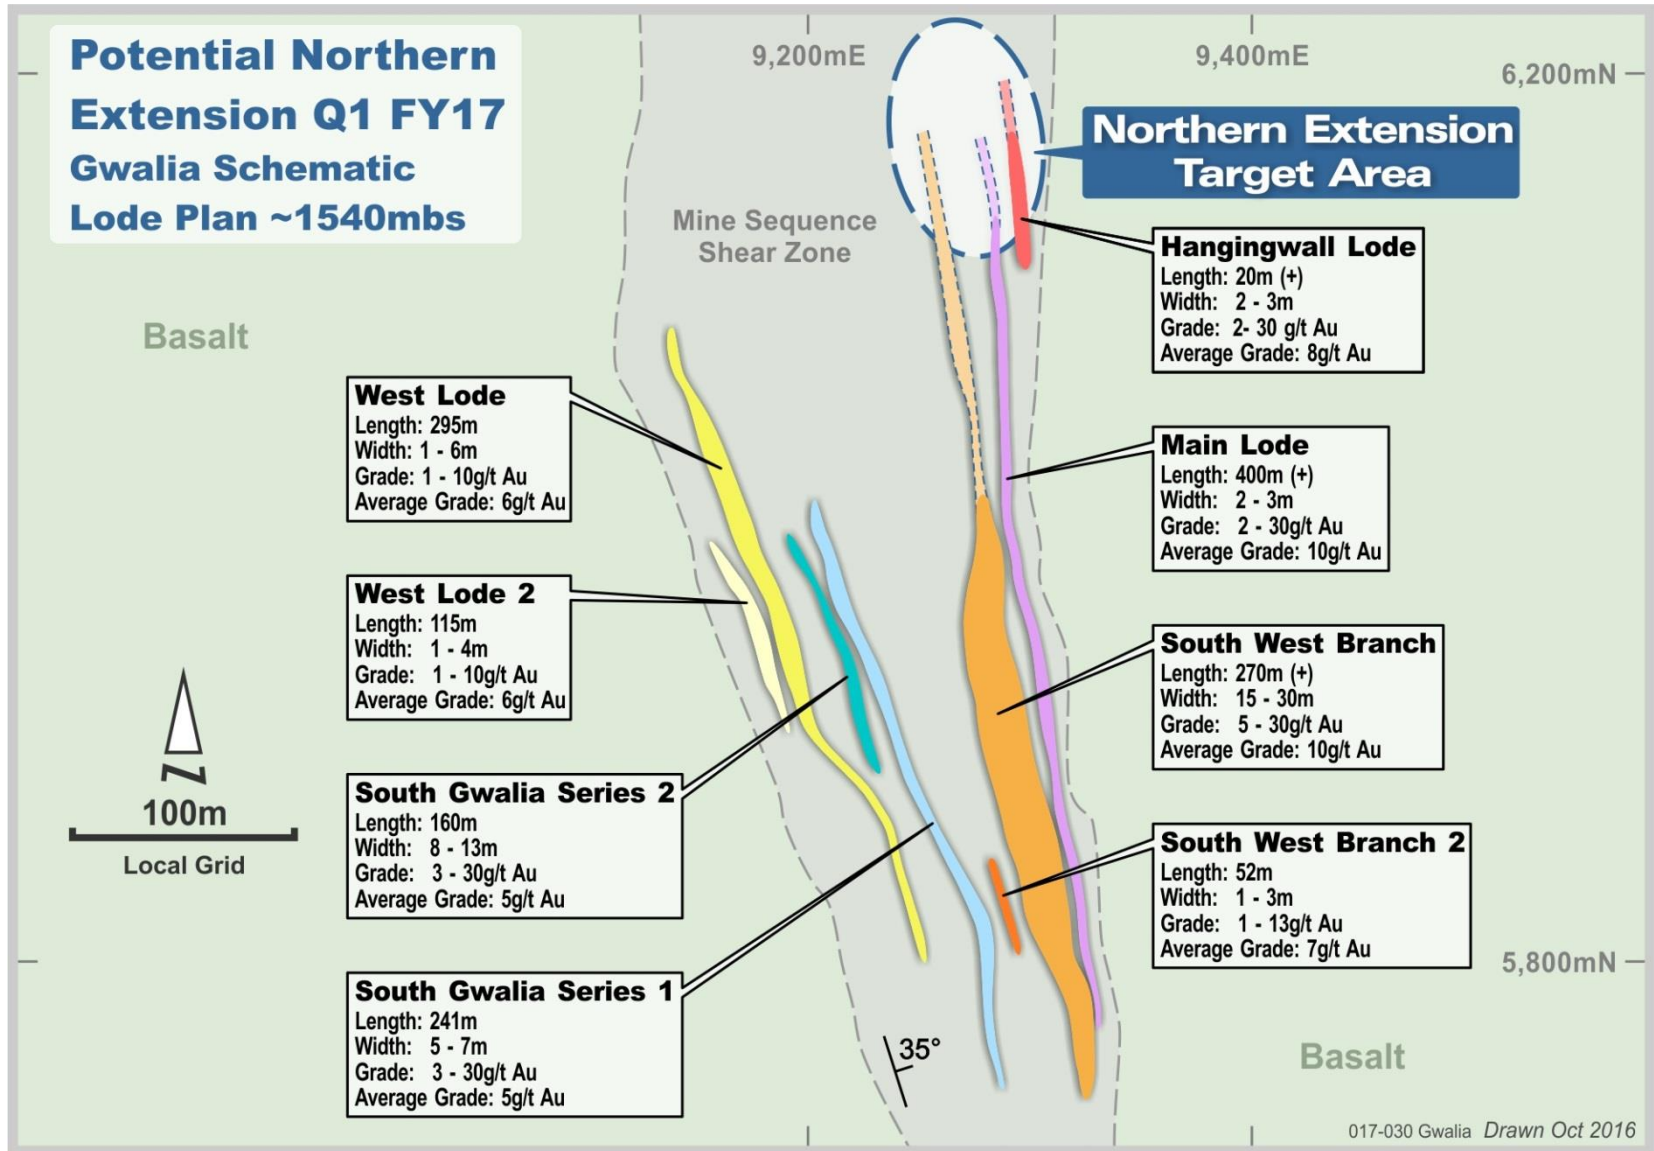 Potential Northern
Extension Q1 FY17
Gwalia Schematic
Lode Plan ~1540mbs
9,200mE
9,400mE
6,200mN
Northern Extension
Target Area
Mine Sequence
Shear Zone
Basalt
Hangingwall Lode
Length: 20m (+)
Width: 2 - 3m
Grade: 2- 30 g/t Au
Average Grade: 8g/t Au
West Lode
Length: 295m
Width: 1 - 6m
Grade: 1 - 10g/t Au
Average Grade: 6g/t Au
Main Lode
Length: 400m (+)
Width: 2 - 3m
Grade: 2 - 30g/t Au
Average Grade: 10g/t Au
West Lode 2
Length: 115m
Width: 1 - 4m
Grade: 1 - 10g/t Au
Average Grade: 6g/t Au
South West Branch
Length: 270m (+)
Width: 15 - 30m
Grade: 5 - 30g/t Au
Average Grade: 10g/t Au
N
100m
Local Grid
South Gwalia Series 2
Length: 160m
Width: 8 - 13m
Grade: 3 - 30g/t Au
Average Grade: 5g/t Au
South West Branch 2
Length: 52m
Width: 1 - 3m
Grade: 1 - 13g/t Au
Average Grade: 7g/t Au
5,800mN
South Gwalia Series 1
Length: 241m
Width: 5 - 7m
Grade: 3 - 30g/t Au
Average Grade: 5g/t Au
35°
Basalt
017-030 Gwalia Drawn Oct 2016